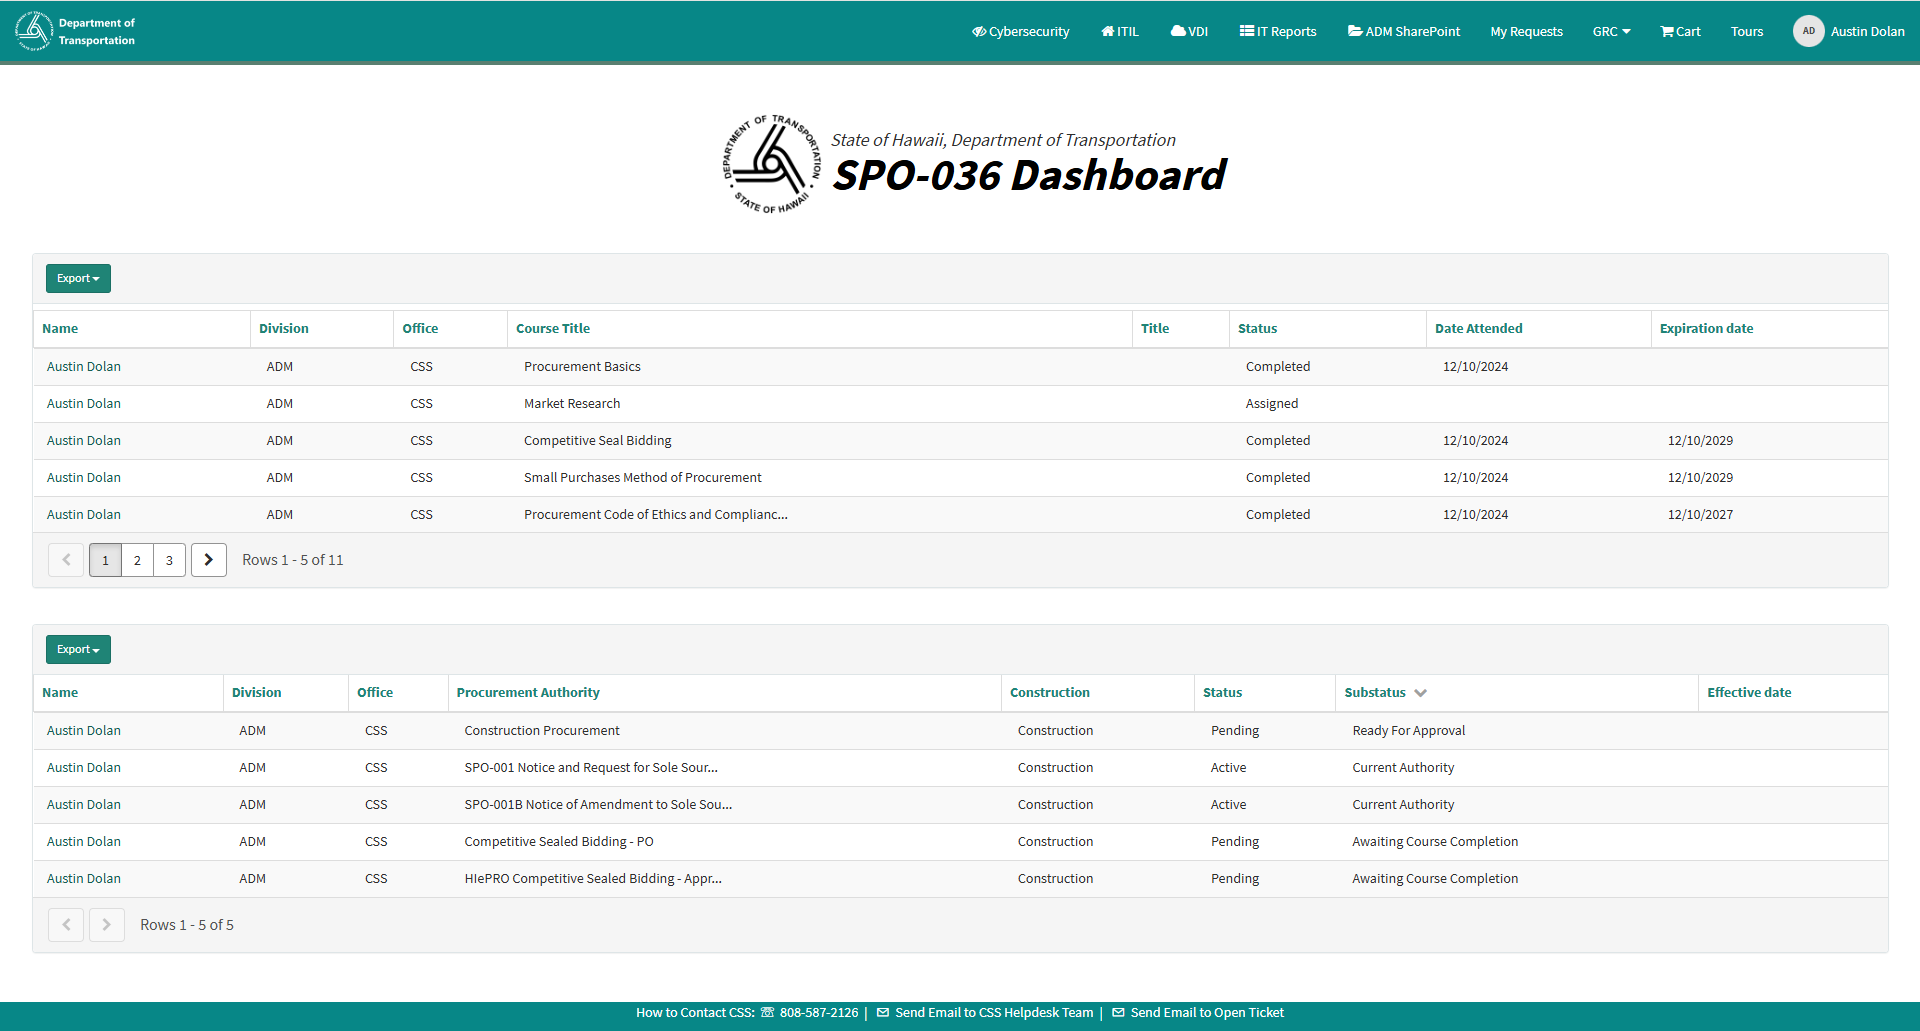 Department of
Transportation
Cybersecurity ITIL VDI IT Reports ADM SharePoint My Requests GRC Cart Tours AD Austin Dolan
DEPARTMENT OF TRANSPORTATION
STATE OF HAWAII
State of Hawaii, Department of Transportation
SPO-036 Dashboard
Export
Name Division Office Course Title Title Status Date Attended Expiration date
Austin Dolan ADM CSS Procurement Basics Completed 12/10/2024
Austin Dolan ADM CSS Market Research Assigned
Austin Dolan ADM CSS Competitive Seal Bidding Completed 12/10/2024 12/10/2029
Austin Dolan ADM CSS Small Purchases Method of Procurement Completed 12/10/2024 12/10/2029
Austin Dolan ADM CSS Procurement Code of Ethics and Complianc... Completed 12/10/2024 12/10/2027
1 2 3 Rows 1 - 5 of 11
Export
Name Division Office Procurement Authority Construction Status Substatus Effective date
Austin Dolan ADM CSS Construction Procurement Construction Pending Ready For Approval
Austin Dolan ADM CSS SPO-001 Notice and Request for Sole Sour... Construction Active Current Authority
Austin Dolan ADM CSS SPO-001B Notice of Amendment to Sole Sou... Construction Active Current Authority
Austin Dolan ADM CSS Competitive Sealed Bidding - PO Construction Pending Awaiting Course Completion
Austin Dolan ADM CSS HIePRO Competitive Sealed Bidding - Appr... Construction Pending Awaiting Course Completion
Rows 1 - 5 of 5
How to Contact CSS: ☏ 808-587-2126 | Send Email to CSS Helpdesk Team | Send Email to Open Ticket